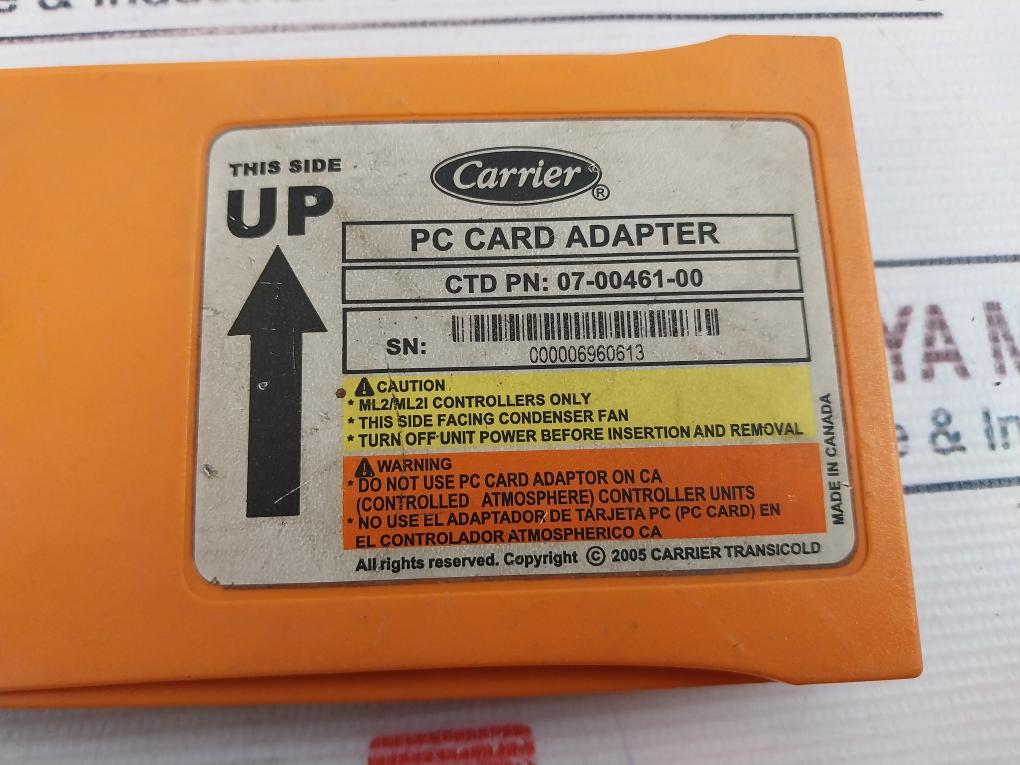 & Industrial
THIS SIDE
UP
Carrier ®
PC CARD ADAPTER
CTD PN: 07-00461-00
SN:
000006960613
⚠ CAUTION
* ML2/ML2I CONTROLLERS ONLY
* THIS SIDE FACING CONDENSER FAN
* TURN OFF UNIT POWER BEFORE INSERTION AND REMOVAL
⚠ WARNING
* DO NOT USE PC CARD ADAPTOR ON CA
(CONTROLLED ATMOSPHERE) CONTROLLER UNITS
* NO USE EL ADAPTADOR DE TARJETA PC (PC CARD) EN
EL CONTROLADOR ATMOSPHERICO CA
All rights reserved. Copyright © 2005 CARRIER TRANSICOLD
MADE IN CANADA
YA M
& In